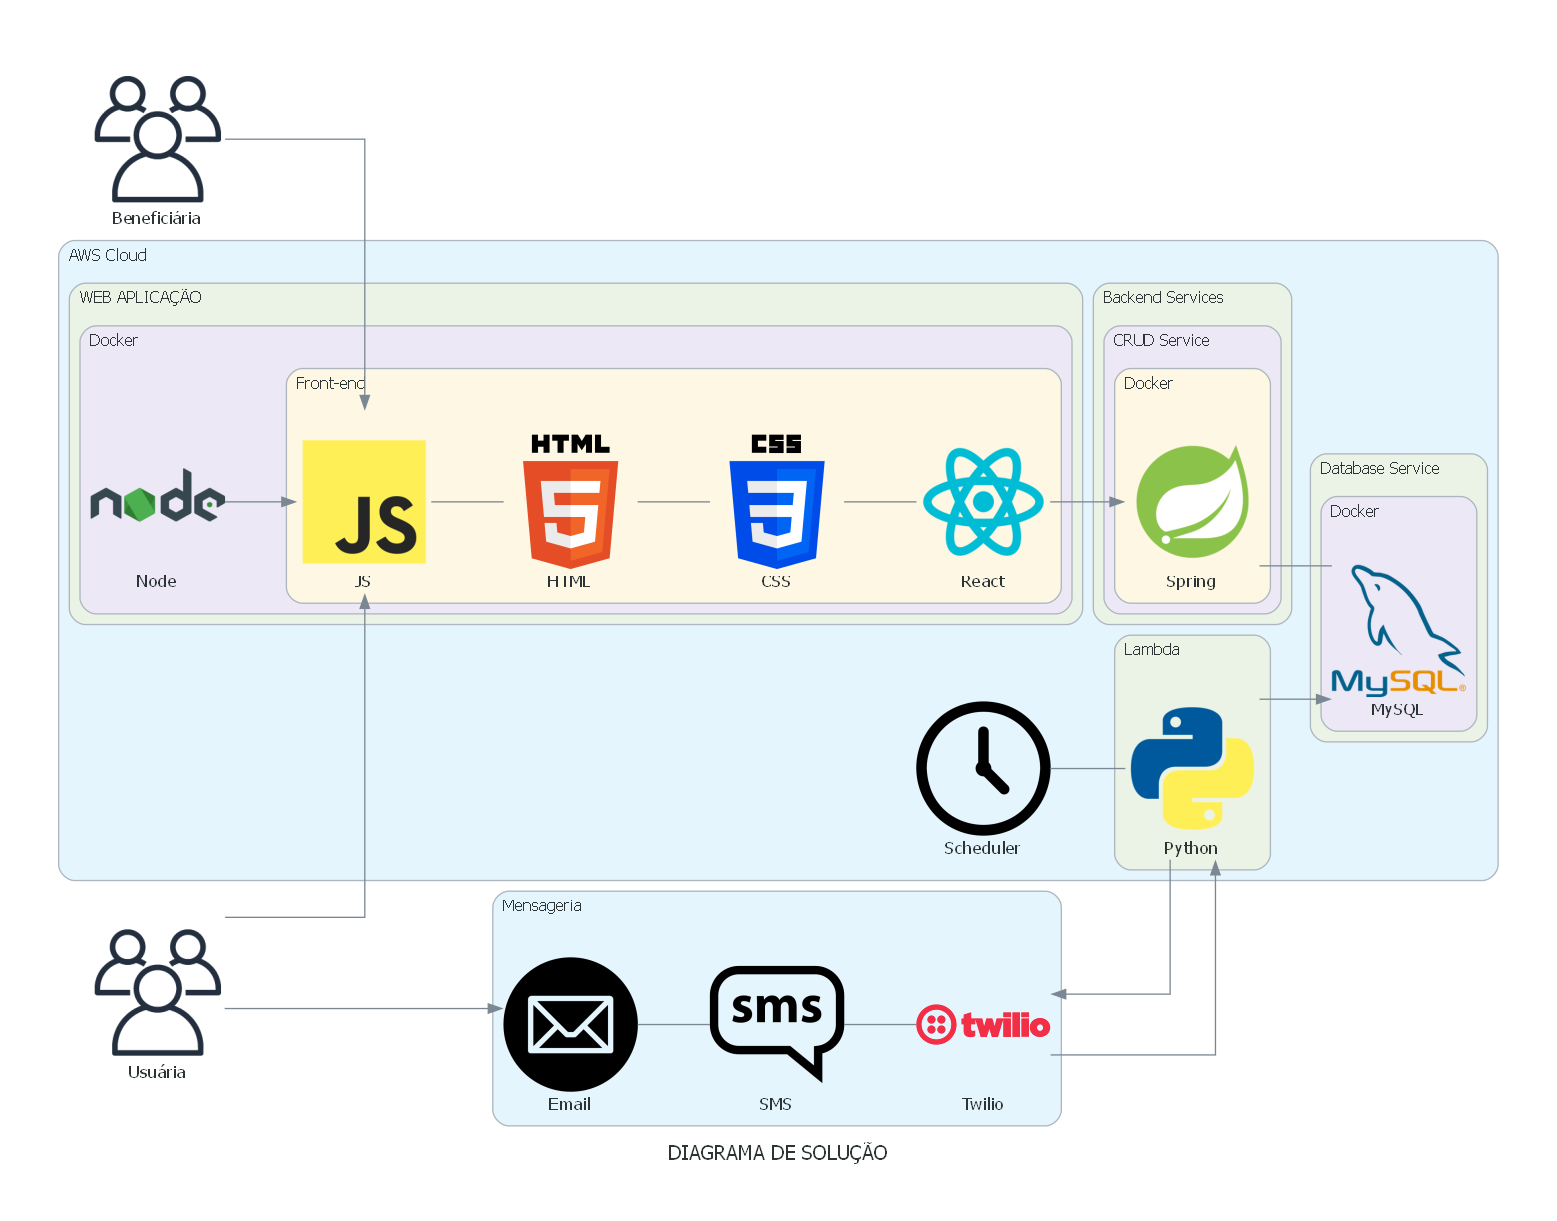 Beneficiária
AWS Cloud
WEB APLICAÇÃO
Backend Services
Docker
CRUD Service
Front-end
Docker
HTML
CSS
Database Service
node
JS
Docker
Node
JS
HTML
CSS
React
Spring
Lambda
MySQL®
MySQL
Scheduler
Python
Mensageria
sms
twilio
Usuária
Email
SMS
Twilio
DIAGRAMA DE SOLUÇÃO